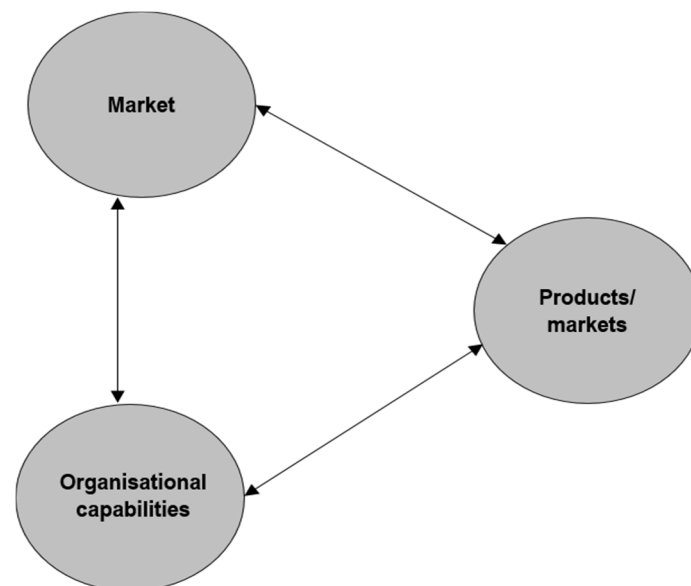 Market
Products/
markets
Organisational
capabilities